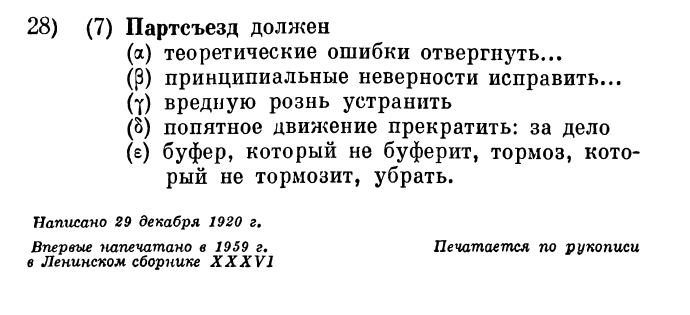 28) (7) Партсъезд должен
(α) теоретические ошибки отвергнуть...
(β) принципиальные неверности исправить...
(γ) вредную рознь устранить
(δ) попятное движение прекратить: за дело
(ε) буфер, который не буферит, тормоз, кото-
рый не тормозит, убрать.
Написано 29 декабря 1920 г.
Впервые напечатано в 1959 г.
в Ленинском сборнике XXXVI
Печатается по рукописи